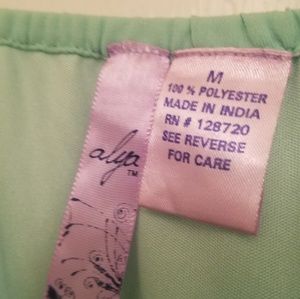 alya
TM
M
100 % POLYESTER
MADE IN INDIA
RN # 128720
SEE REVERSE
FOR CARE